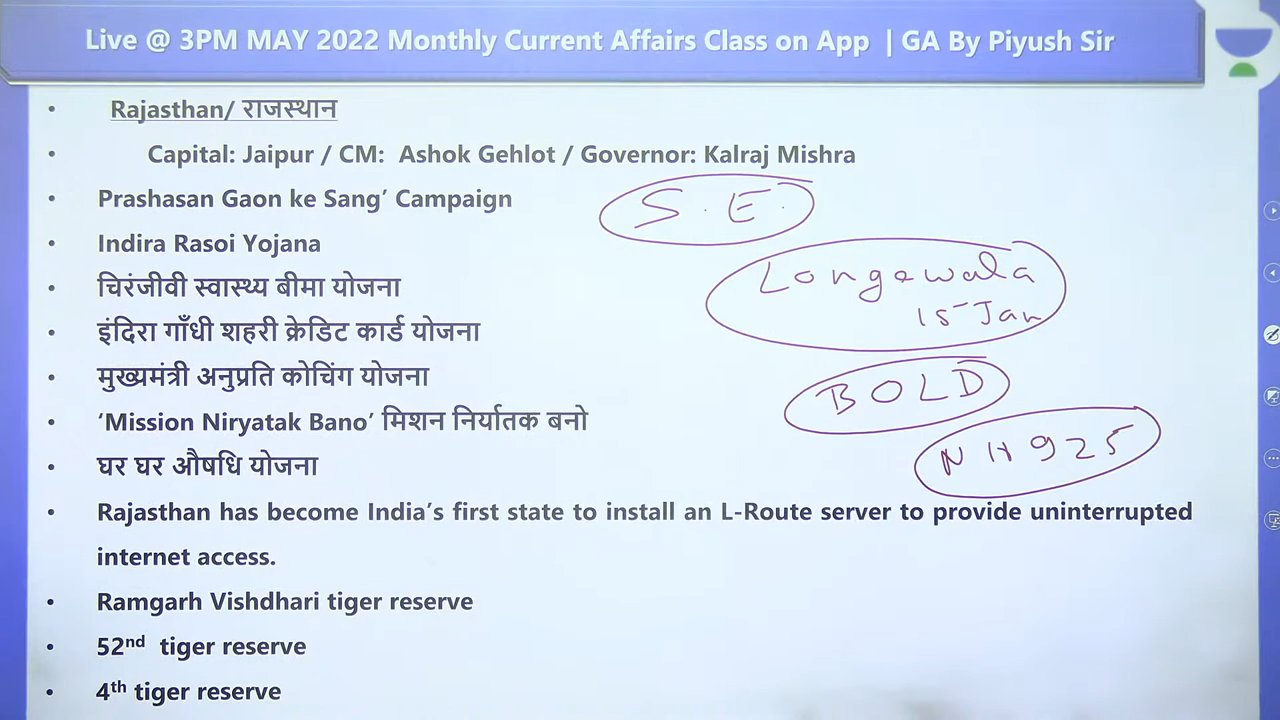 Live @ 3PM MAY 2022 Monthly Current Affairs Class on App | GA By Piyush Sir
• Rajasthan/ राजस्थान
• Capital: Jaipur / CM: Ashok Gehlot / Governor: Kalraj Mishra
• Prashasan Gaon ke Sang’ Campaign
S. E.
• Indira Rasoi Yojana
Longewala
• चिरंजीवी स्वास्थ्य बीमा योजना
15 Jan
• इंदिरा गाँधी शहरी क्रेडिट कार्ड योजना
• मुख्यमंत्री अनुप्रति कोचिंग योजना
BOLD
• ‘Mission Niryatak Bano’ मिशन निर्यातक बनो
NH925
• घर घर औषधि योजना
• Rajasthan has become India’s first state to install an L-Route server to provide uninterrupted
internet access.
• Ramgarh Vishdhari tiger reserve
• 52nd tiger reserve
• 4th tiger reserve